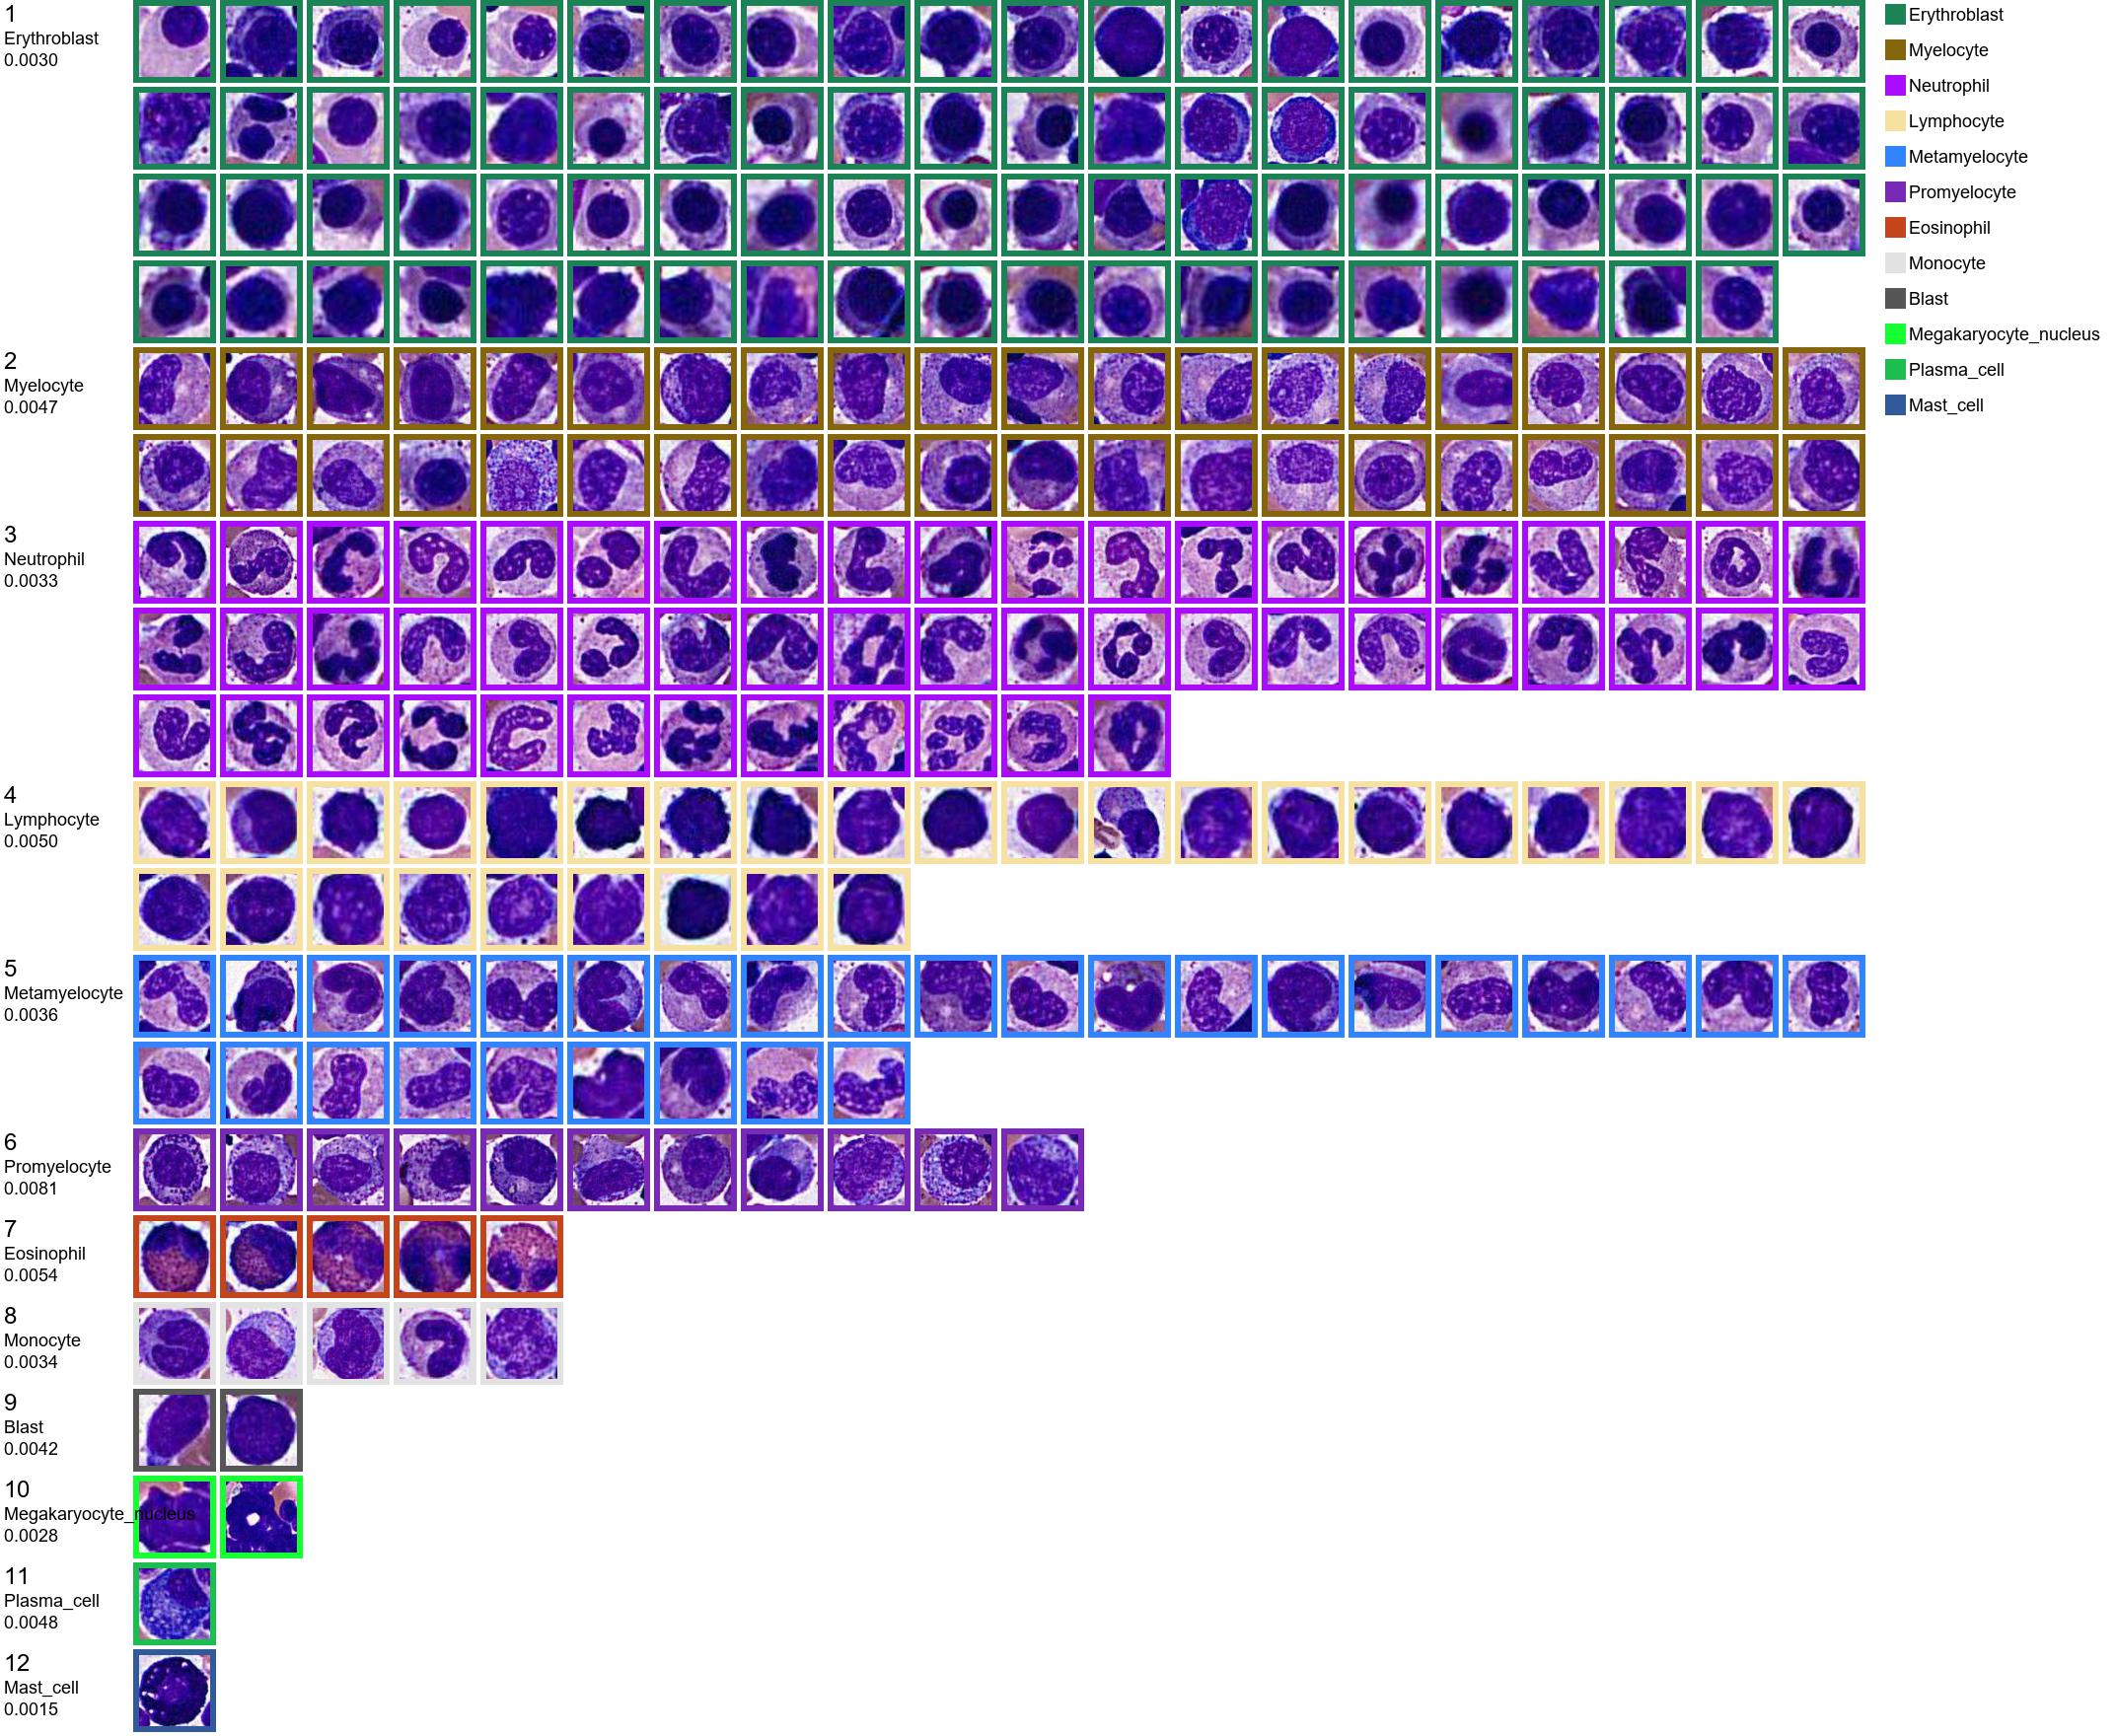 1
Erythroblast
0.0030
2
Myelocyte
0.0047
3
Neutrophil
0.0033
4
Lymphocyte
0.0050
5
Metamyelocyte
0.0036
6
Promyelocyte
0.0081
7
Eosinophil
0.0054
8
Monocyte
0.0034
9
Blast
0.0042
10
Megakaryocyte_nucleus
0.0028
11
Plasma_cell
0.0048
12
Mast_cell
0.0015
Erythroblast
Myelocyte
Neutrophil
Lymphocyte
Metamyelocyte
Promyelocyte
Eosinophil
Monocyte
Blast
Megakaryocyte_nucleus
Plasma_cell
Mast_cell